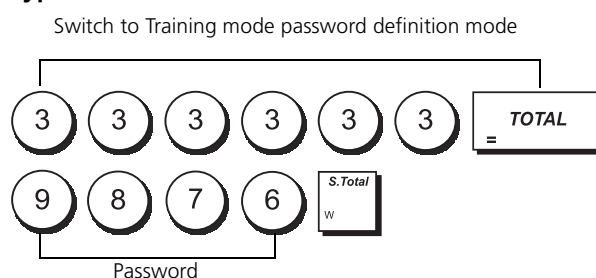 Switch to Training mode password definition mode
3 3 3 3 3 3 TOTAL
=
9 8 7 6 S.Total
W
Password